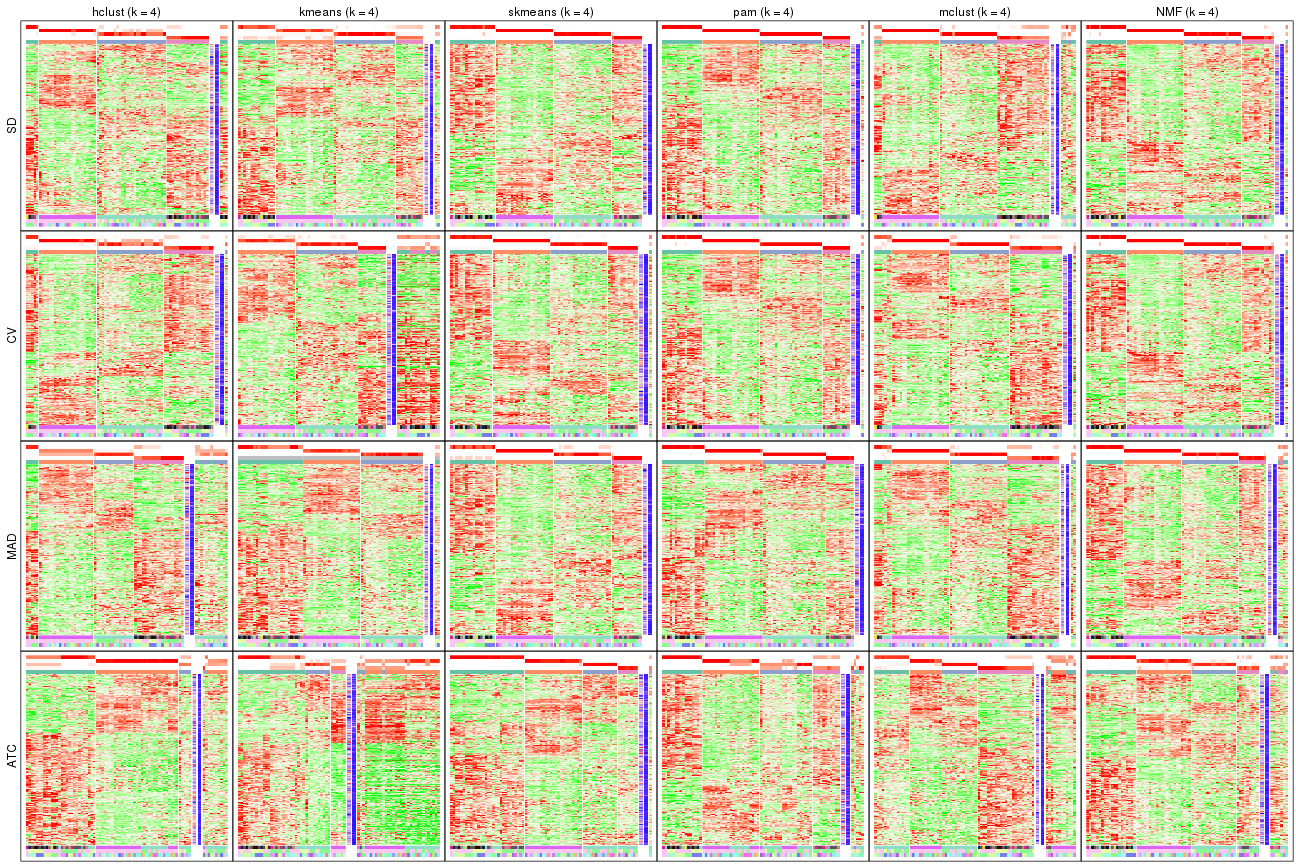 hclust (k = 4) kmeans (k = 4) skmeans (k = 4) pam (k = 4) mclust (k = 4) NMF (k = 4)
SD
CV
MAD
ATC